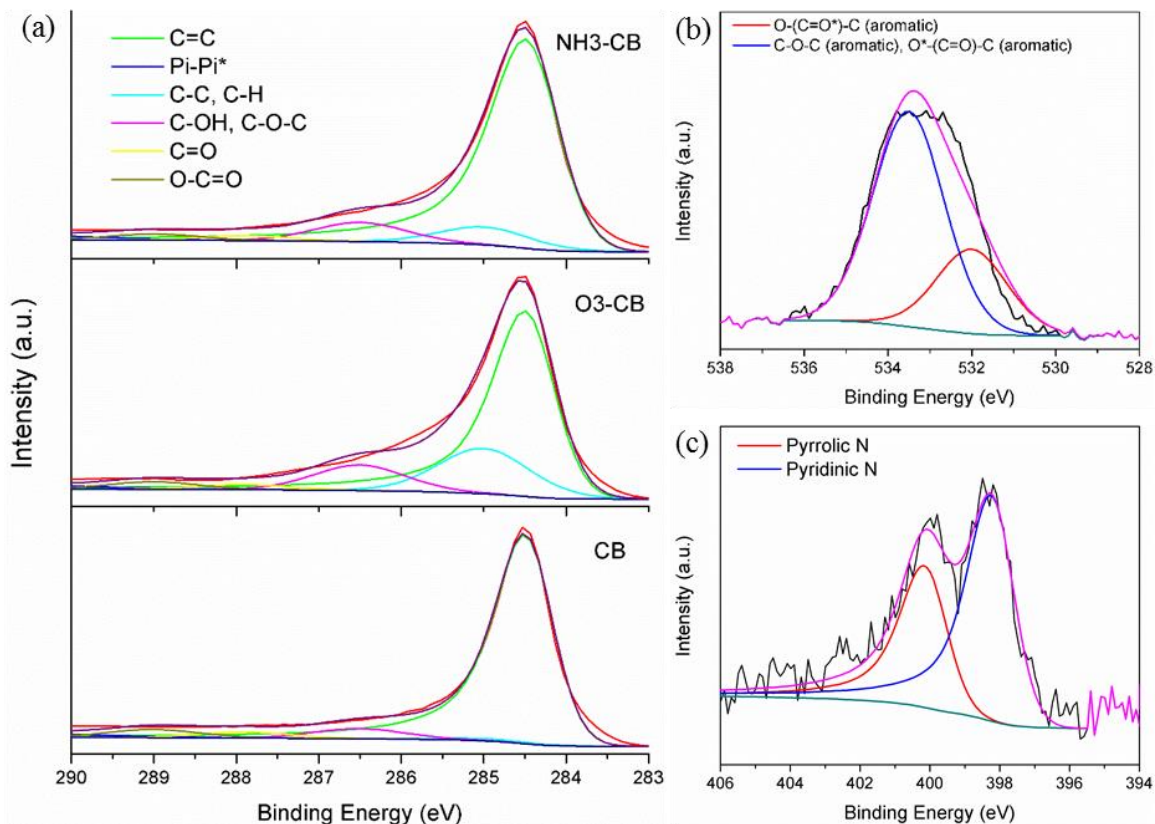 (a)
C=C
Pi-Pi*
C-C, C-H
C-OH, C-O-C
C=O
O-C=O
NH3-CB
O3-CB
CB
Intensity (a.u.)
290 289 288 287 286 285 284 283
Binding Energy (eV)
(b)
O-(C=O*)-C (aromatic)
C-O-C (aromatic), O*-(C=O)-C (aromatic)
Intensity (a.u.)
538 536 534 532 530 528
Binding Energy (eV)
(c)
Pyrrolic N
Pyridinic N
Intensity (a.u.)
406 404 402 400 398 396 394
Binding Energy (eV)